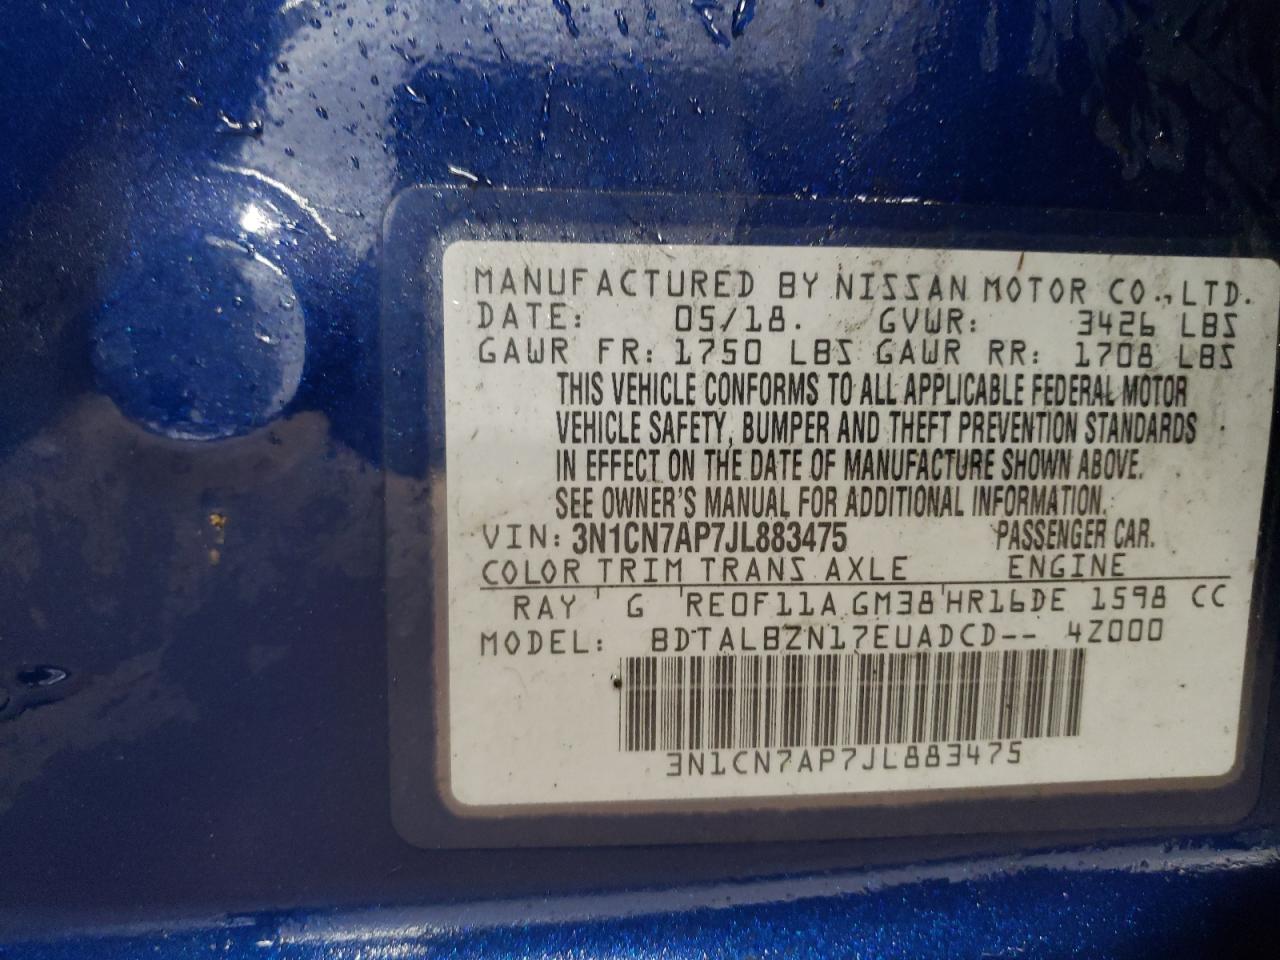 MANUFACTURED BY NISSAN MOTOR CO.,LTD.
DATE: 05/18. GVWR: 3426 LBS
GAWR FR: 1750 LBS GAWR RR: 1708 LBS
THIS VEHICLE CONFORMS TO ALL APPLICABLE FEDERAL MOTOR
VEHICLE SAFETY, BUMPER AND THEFT PREVENTION STANDARDS
IN EFFECT ON THE DATE OF MANUFACTURE SHOWN ABOVE.
SEE OWNER'S MANUAL FOR ADDITIONAL INFORMATION.
VIN: 3N1CN7AP7JL883475 PASSENGER CAR.
COLOR TRIM TRANS AXLE ENGINE
RAY G RE0F11A GM38 HR16DE 1598 CC
MODEL: BDTALBZN17EUADCD-- 4Z000
3N1CN7AP7JL883475